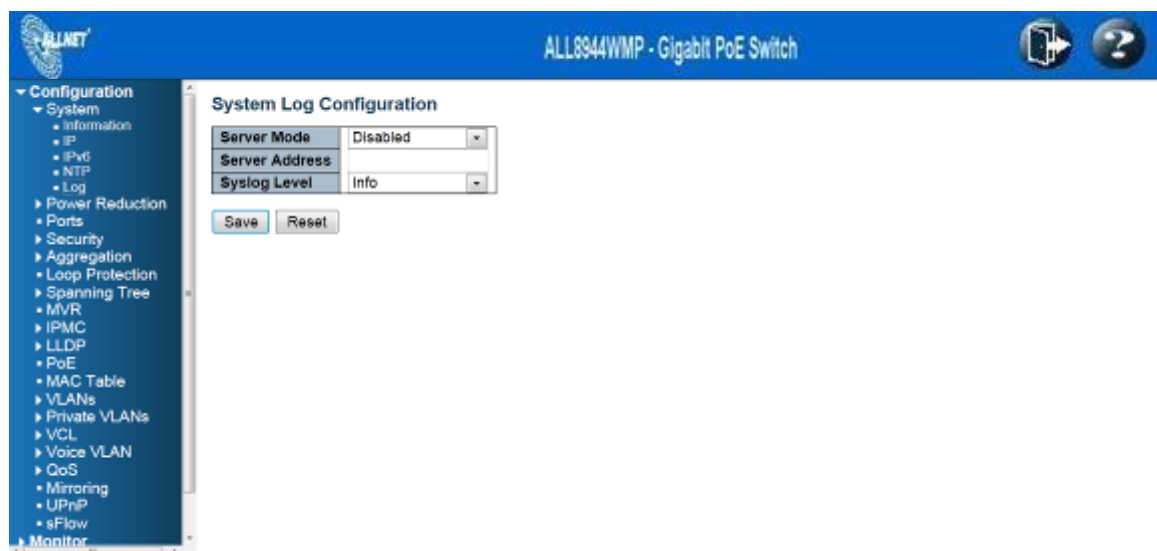 ALLNET
ALL8944WMP - Gigabit PoE Switch
?
Configuration
System
Information
IP
IPv6
NTP
Log
Power Reduction
Ports
Security
Aggregation
Loop Protection
Spanning Tree
MVR
IPMC
LLDP
PoE
MAC Table
VLANs
Private VLANs
VCL
Voice VLAN
QoS
Mirroring
UPnP
sFlow
Monitor
System Log Configuration
Server Mode Disabled
Server Address
Syslog Level Info
Save Reset